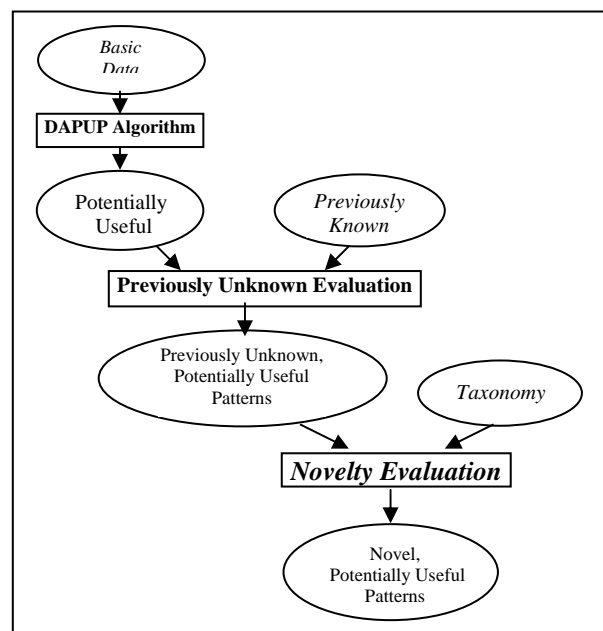 Basic
Data
DAPUP Algorithm
Potentially
Useful
Previously
Known
Previously Unknown Evaluation
Previously Unknown,
Potentially Useful
Patterns
Taxonomy
Novelty Evaluation
Novel,
Potentially Useful
Patterns